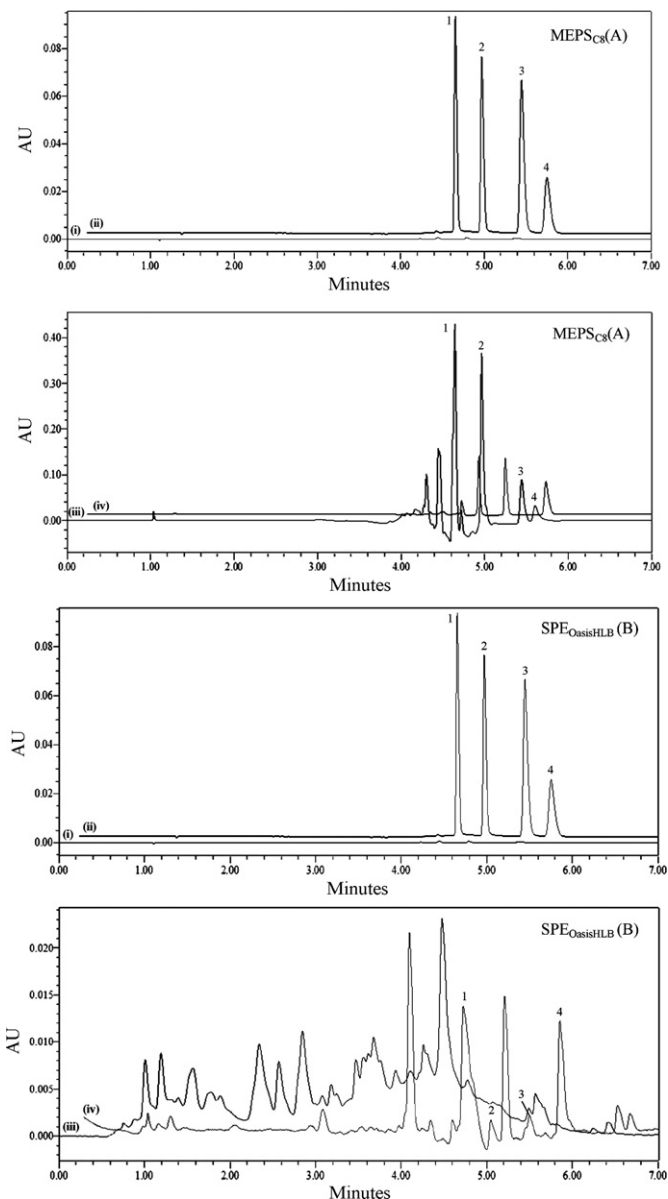 MEPSC8(A)
1
2
3
4
AU
0.08
0.06
0.04
0.02
0.00
(i) (ii)
0.00 1.00 2.00 3.00 4.00 5.00 6.00 7.00
Minutes
MEPSC8(A)
1
2
3
4
AU
0.40
0.30
0.20
0.10
0.00
(iii) (iv)
0.00 1.00 2.00 3.00 4.00 5.00 6.00 7.00
Minutes
SPEOasisHLB (B)
1
2
3
4
AU
0.08
0.06
0.04
0.02
0.00
(i) (ii)
0.00 1.00 2.00 3.00 4.00 5.00 6.00 7.00
Minutes
SPEOasisHLB (B)
1
2
3
4
AU
0.020
0.015
0.010
0.005
0.000
(iv)
(iii)
0.00 1.00 2.00 3.00 4.00 5.00 6.00 7.00
Minutes